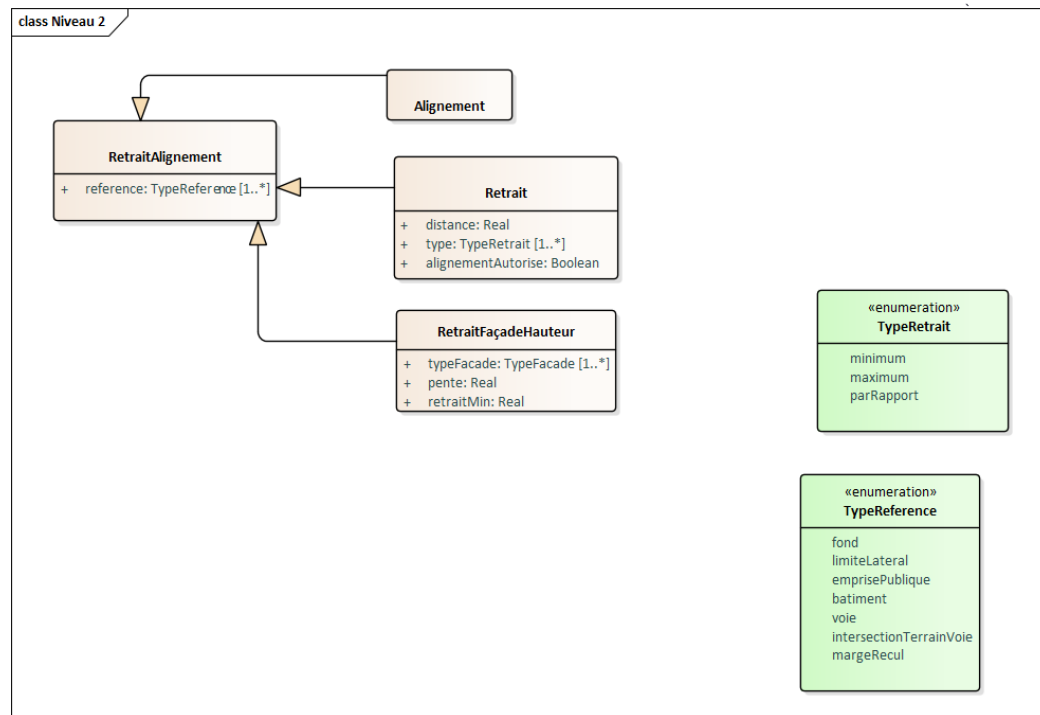 class Niveau 2
Alignement
RetraitAlignement
+ reference: TypeReference [1..*]
Retrait
+ distance: Real
+ type: TypeRetrait [1..*]
+ alignementAutorise: Boolean
RetraitFaçadeHauteur
+ typeFacade: TypeFacade [1..*]
+ pente: Real
+ retraitMin: Real
«enumeration»
TypeRetrait
minimum
maximum
parRapport
«enumeration»
TypeReference
fond
limiteLateral
emprisePublique
batiment
voie
intersectionTerrainVoie
margeRecul